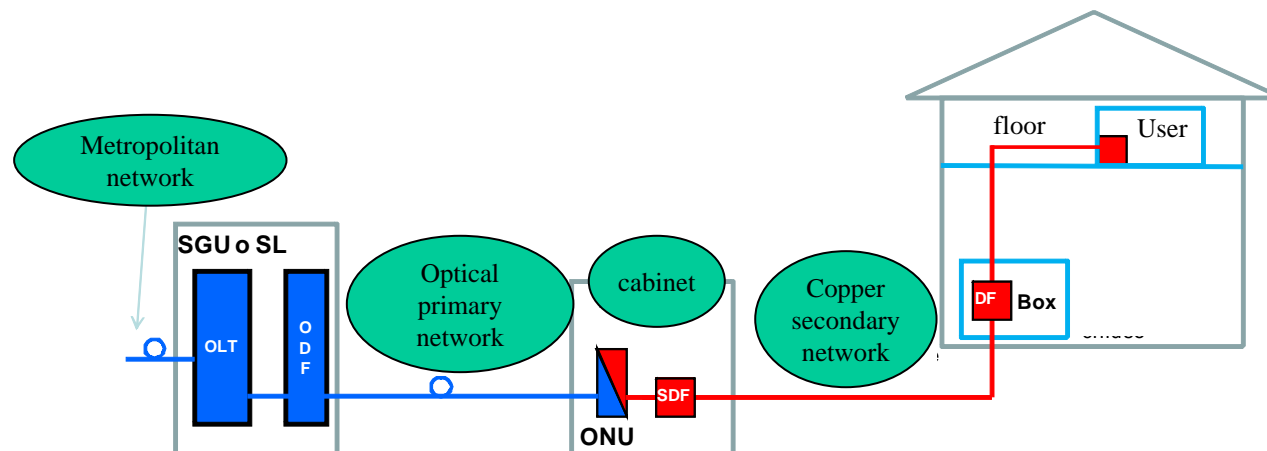 Metropolitan
network
SGU o SL
OLT
O
D
F
Optical
primary
network
cabinet
ONU
SDF
Copper
secondary
network
floor
User
DF
Box